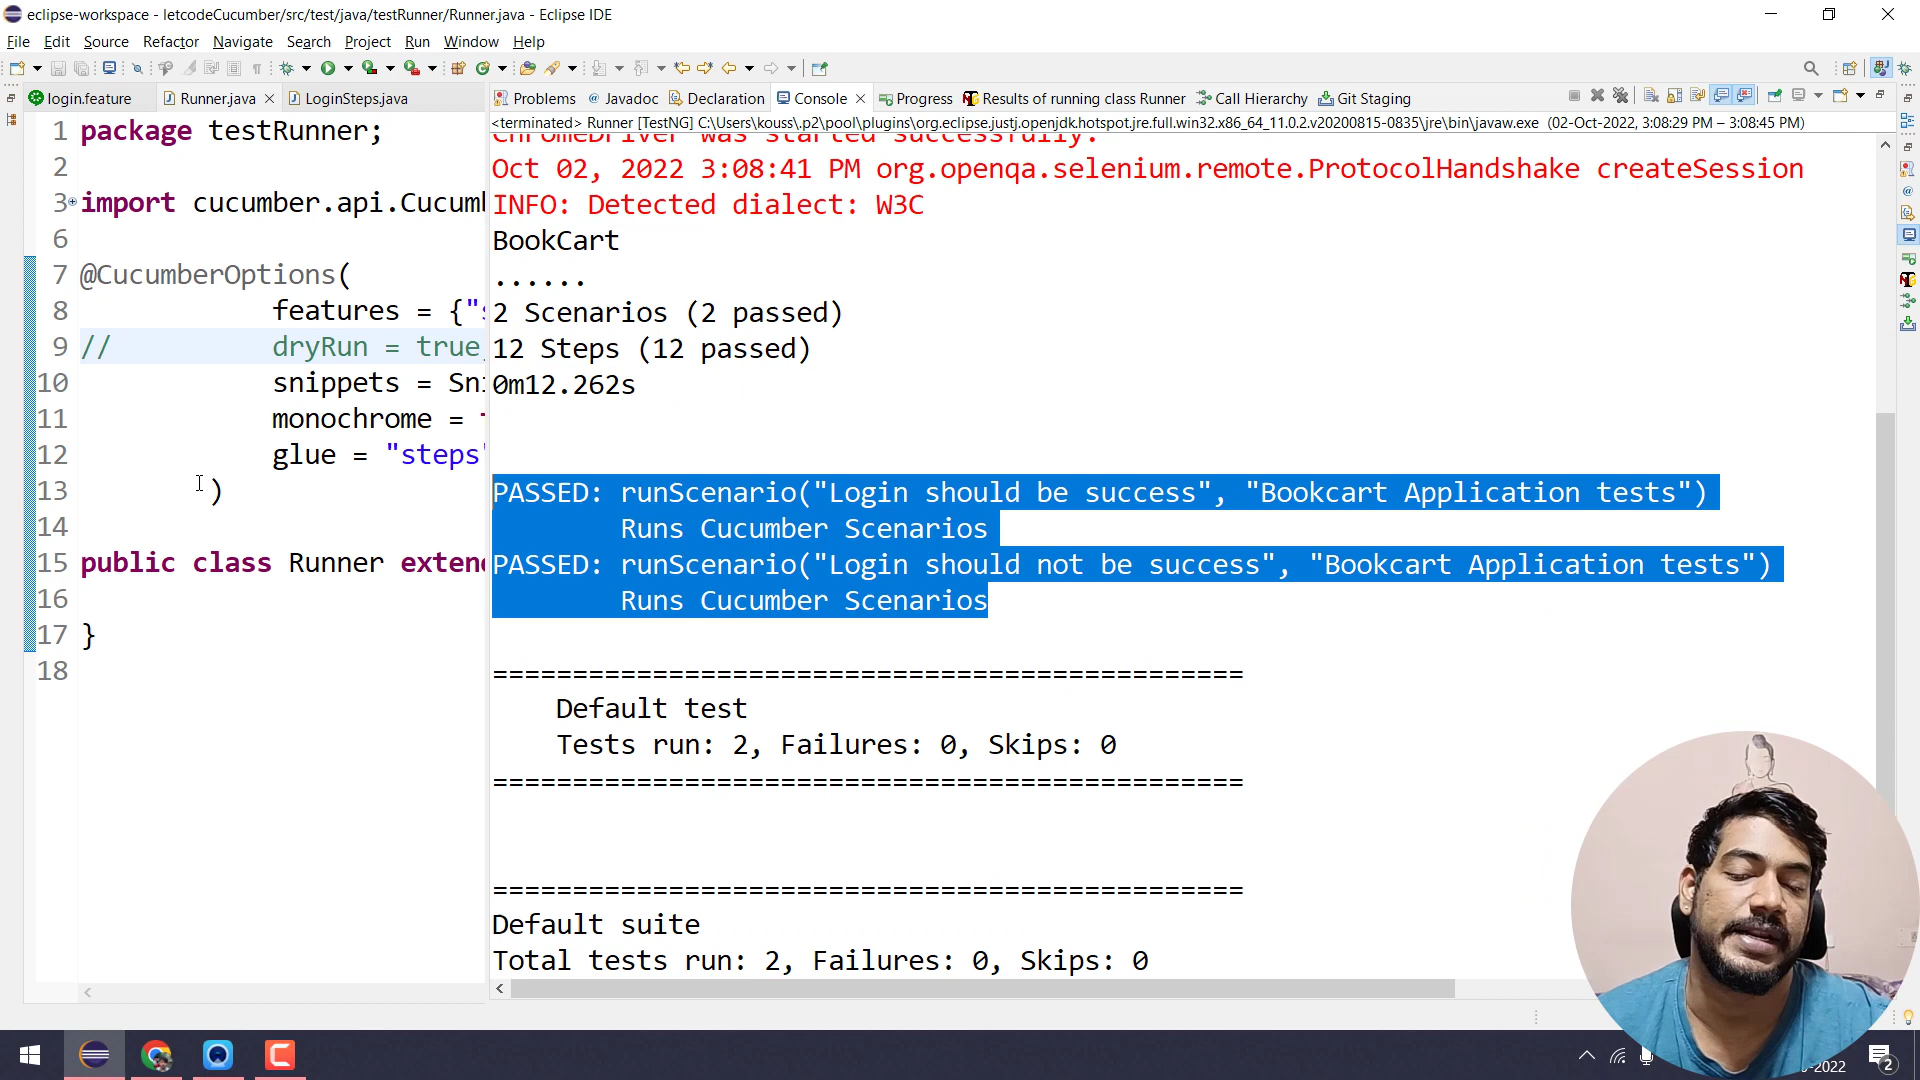 eclipse-workspace - letcodeCucumber/src/test/java/testRunner/Runner.java - Eclipse IDE
File Edit Source Refactor Navigate Search Project Run Window Help
login.feature Runner.java LoginSteps.java
Problems Javadoc Declaration Console Progress Results of running class Runner Call Hierarchy Git Staging
<terminated> Runner [TestNG] C:\Users\kouss\.p2\pool\plugins\org.eclipse.justj.openjdk.hotspot.jre.full.win32.x86_64_11.0.2.v20200815-0835\jre\bin\javaw.exe (02-Oct-2022, 3:08:29 PM – 3:08:45 PM)
1 package testRunner;
2
3 import cucumber.api.Cucum
6
7 @CucumberOptions(
8 features = {"s
9 // dryRun = true,
10 snippets = Sni
11 monochrome = t
12 glue = "steps"
13 )
14
15 public class Runner extend
16
17 }
18
ChromeDriver was started successfully.
Oct 02, 2022 3:08:41 PM org.openqa.selenium.remote.ProtocolHandshake createSession
INFO: Detected dialect: W3C
BookCart
......
2 Scenarios (2 passed)
12 Steps (12 passed)
0m12.262s
PASSED: runScenario("Login should be success", "Bookcart Application tests")
Runs Cucumber Scenarios
PASSED: runScenario("Login should not be success", "Bookcart Application tests")
Runs Cucumber Scenarios
===============================================
Default test
Tests run: 2, Failures: 0, Skips: 0
===============================================
===============================================
Default suite
Total tests run: 2, Failures: 0, Skips: 0
-2022
2